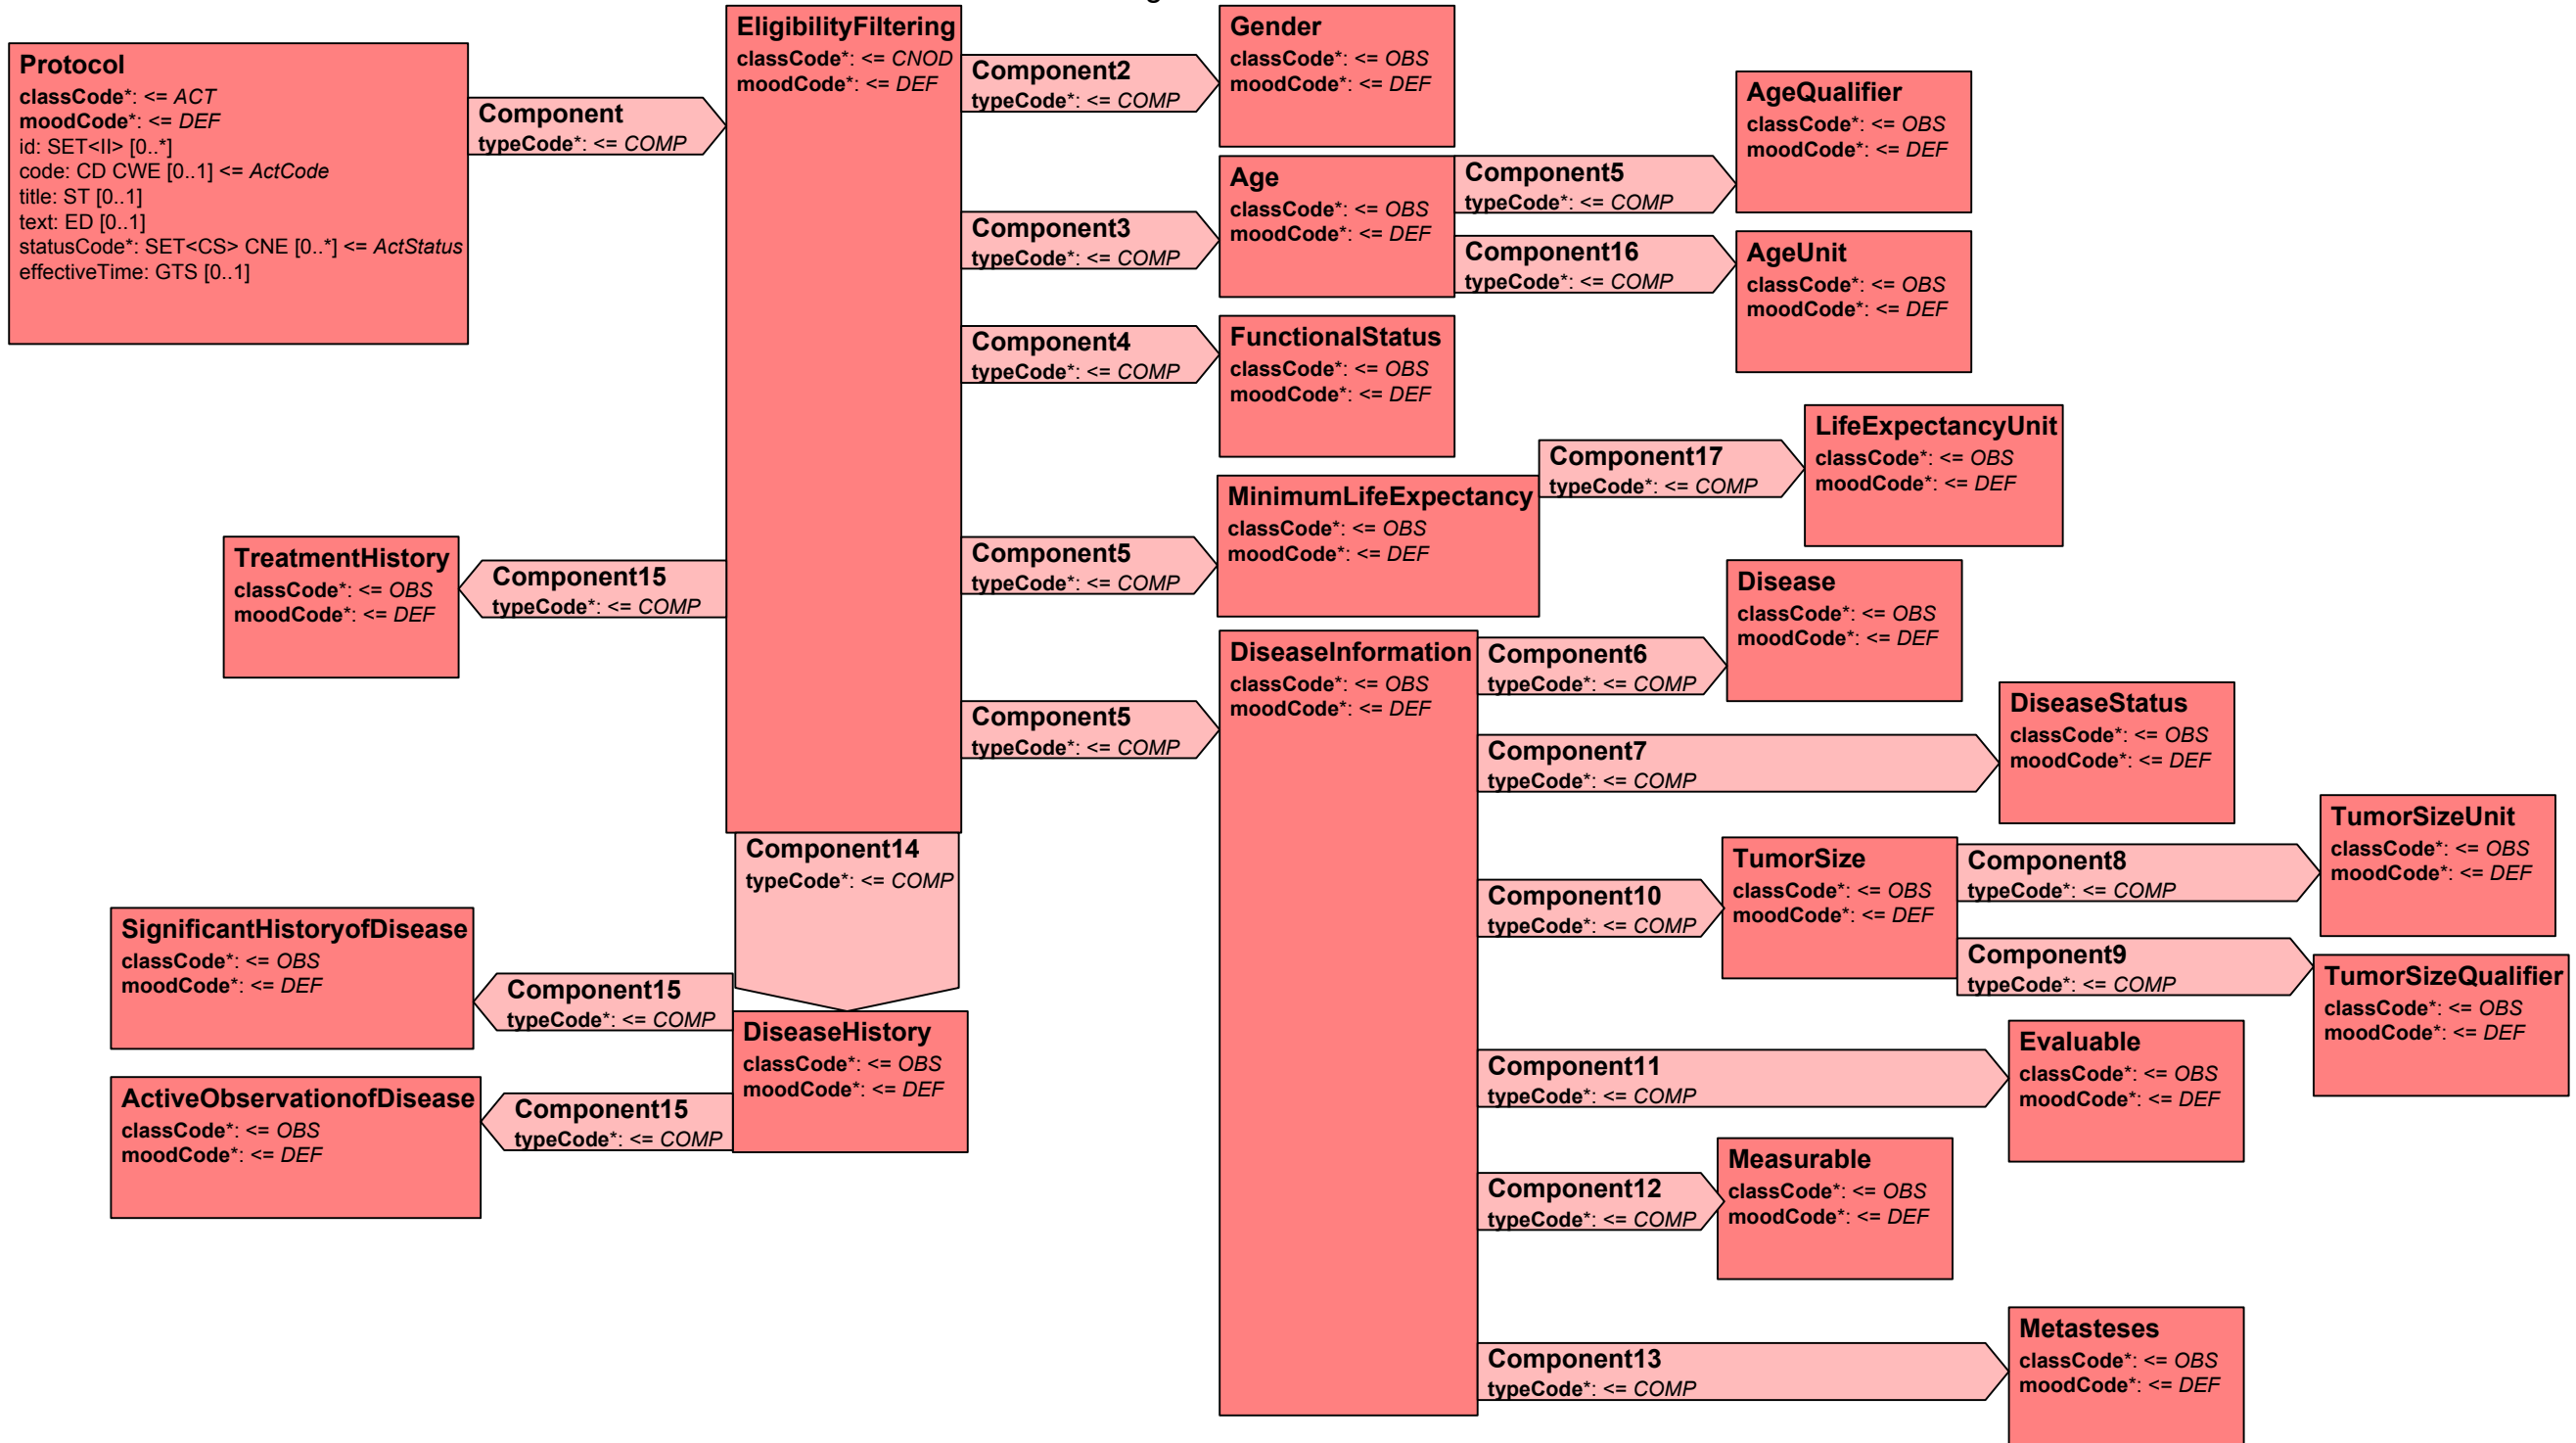 Protocol
classCode*: <= ACT
moodCode*: <= DEF
id: SET<II> [0..*]
code: CD CWE [0..1] <= ActCode
title: ST [0..1]
text: ED [0..1]
statusCode*: SET<CS> CNE [0..*] <= ActStatus
effectiveTime: GTS [0..1]
Component
typeCode*: <= COMP
EligibilityFiltering
classCode*: <= CNOD
moodCode*: <= DEF
Component2
typeCode*: <= COMP
Gender
classCode*: <= OBS
moodCode*: <= DEF
Component3
typeCode*: <= COMP
Age
classCode*: <= OBS
moodCode*: <= DEF
Component5
typeCode*: <= COMP
AgeQualifier
classCode*: <= OBS
moodCode*: <= DEF
Component16
typeCode*: <= COMP
AgeUnit
classCode*: <= OBS
moodCode*: <= DEF
Component4
typeCode*: <= COMP
FunctionalStatus
classCode*: <= OBS
moodCode*: <= DEF
Component5
typeCode*: <= COMP
MinimumLifeExpectancy
classCode*: <= OBS
moodCode*: <= DEF
Component17
typeCode*: <= COMP
LifeExpectancyUnit
classCode*: <= OBS
moodCode*: <= DEF
Component15
typeCode*: <= COMP
TreatmentHistory
classCode*: <= OBS
moodCode*: <= DEF
Component5
typeCode*: <= COMP
DiseaseInformation
classCode*: <= OBS
moodCode*: <= DEF
Component6
typeCode*: <= COMP
Disease
classCode*: <= OBS
moodCode*: <= DEF
Component7
typeCode*: <= COMP
DiseaseStatus
classCode*: <= OBS
moodCode*: <= DEF
Component10
typeCode*: <= COMP
TumorSize
classCode*: <= OBS
moodCode*: <= DEF
Component8
typeCode*: <= COMP
TumorSizeUnit
classCode*: <= OBS
moodCode*: <= DEF
Component9
typeCode*: <= COMP
TumorSizeQualifier
classCode*: <= OBS
moodCode*: <= DEF
Component11
typeCode*: <= COMP
Evaluable
classCode*: <= OBS
moodCode*: <= DEF
Component12
typeCode*: <= COMP
Measurable
classCode*: <= OBS
moodCode*: <= DEF
Component13
typeCode*: <= COMP
Metasteses
classCode*: <= OBS
moodCode*: <= DEF
Component14
typeCode*: <= COMP
DiseaseHistory
classCode*: <= OBS
moodCode*: <= DEF
Component15
typeCode*: <= COMP
SignificantHistoryofDisease
classCode*: <= OBS
moodCode*: <= DEF
Component15
typeCode*: <= COMP
ActiveObservationofDisease
classCode*: <= OBS
moodCode*: <= DEF